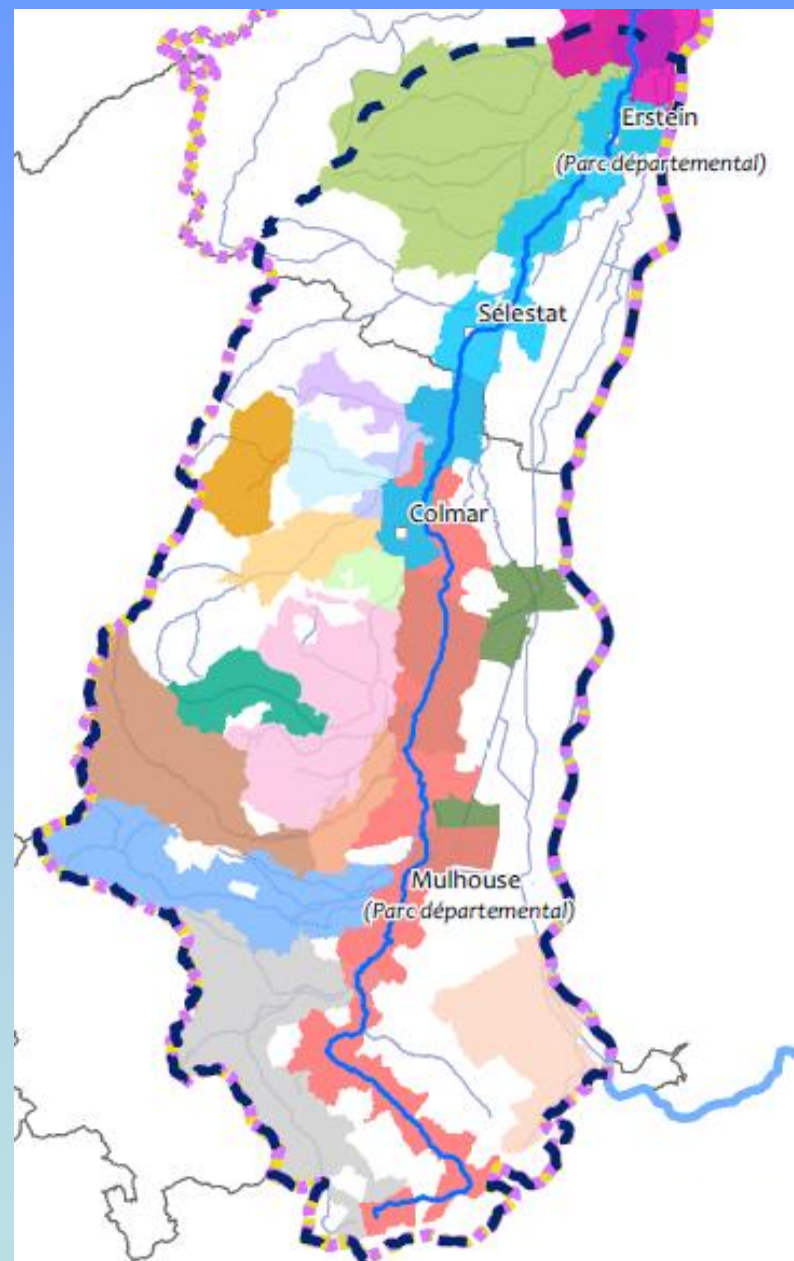 Erstein
(Parc départemental)
Sélestat
Colmar
Mulhouse
(Parc départemental)